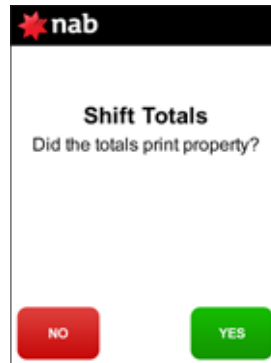 nab
Shift Totals
Did the totals print property?
NO
YES